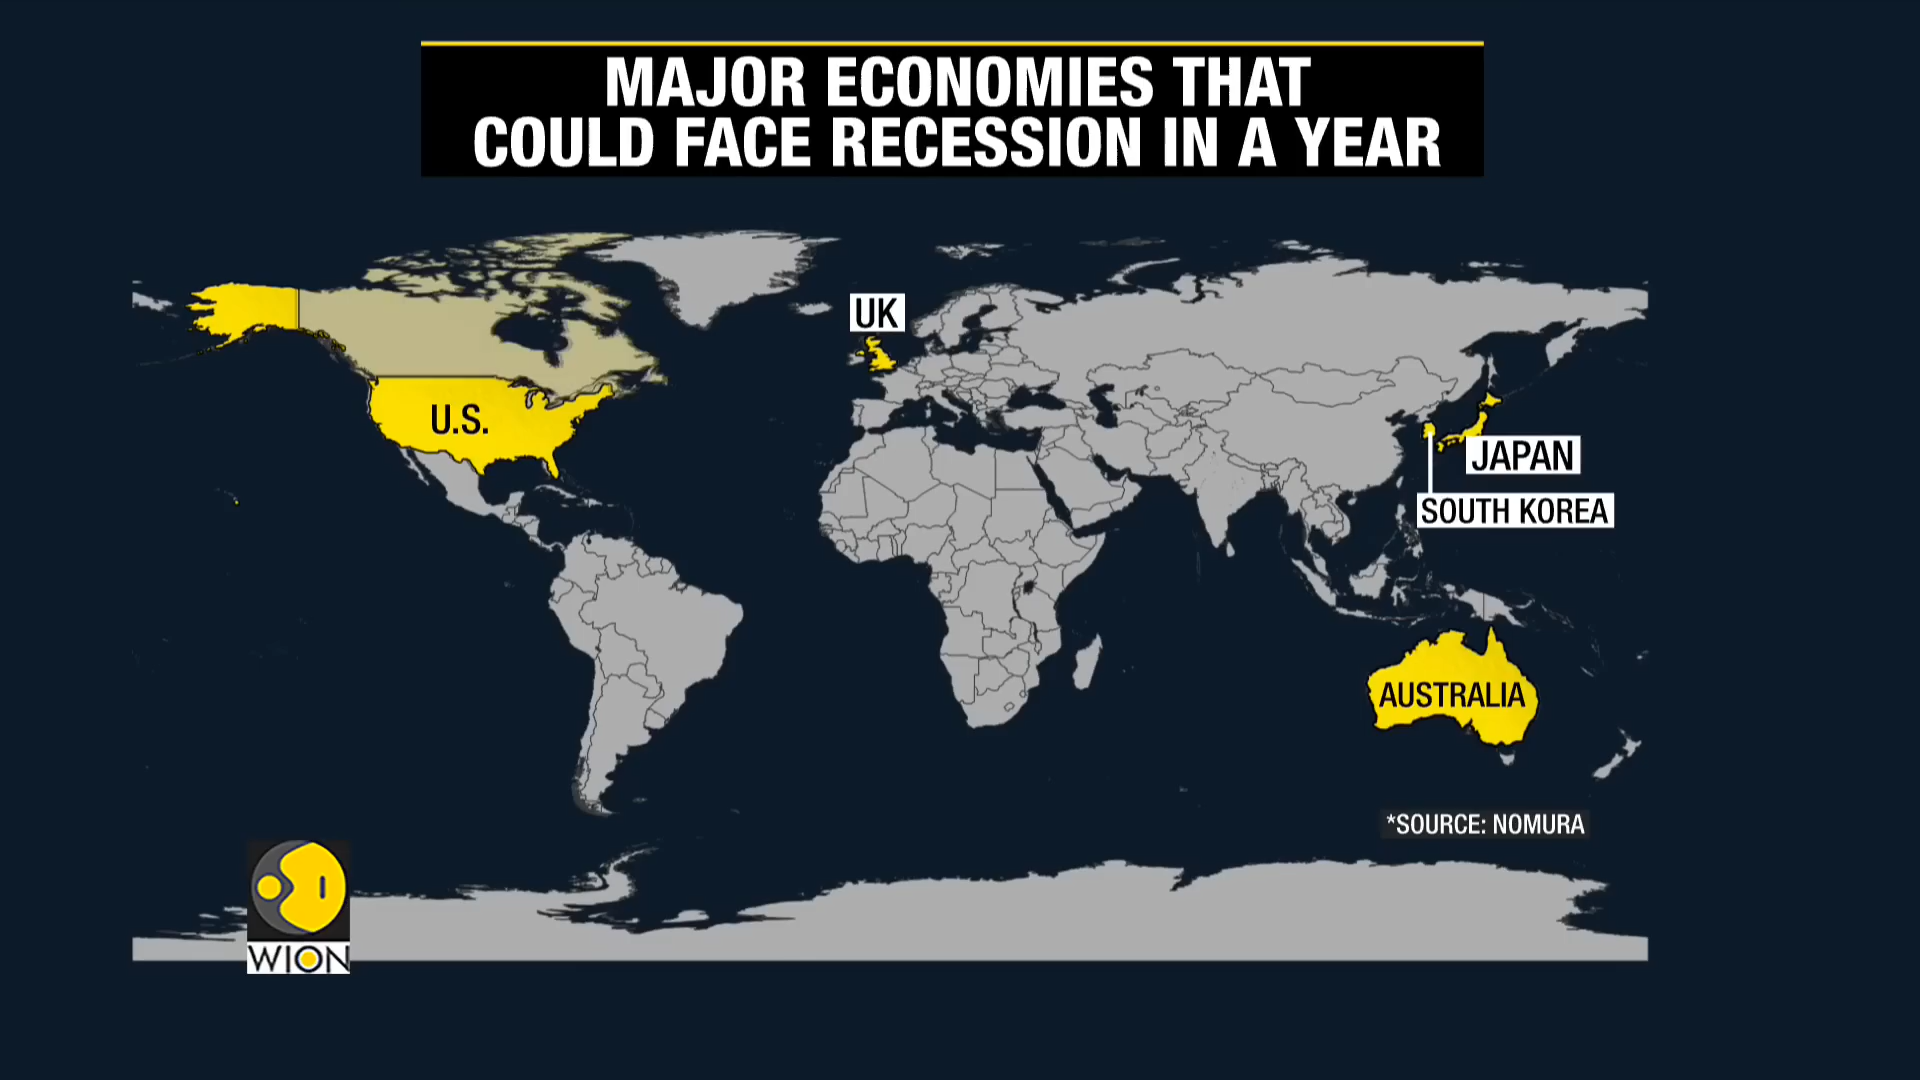 MAJOR ECONOMIES THAT
COULD FACE RECESSION IN A YEAR
UK
U.S.
JAPAN
SOUTH KOREA
AUSTRALIA
*SOURCE: NOMURA
WION